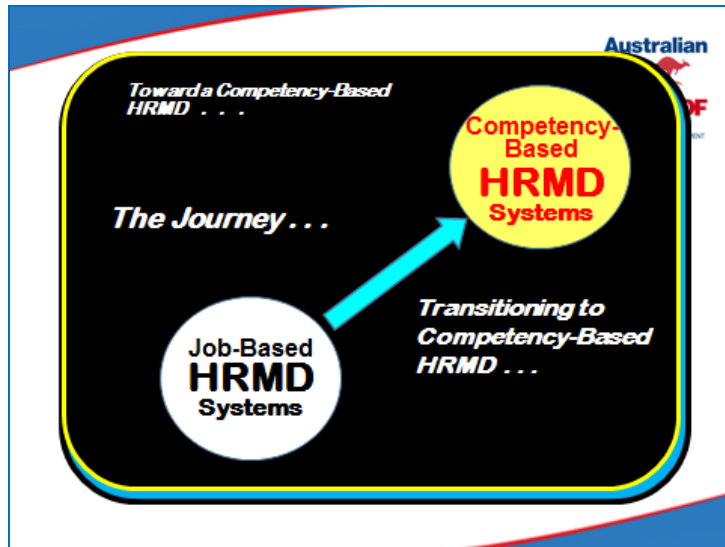 Australian
Toward a Competency-Based
HRMD . . .
Competency-
Based
HRMD
Systems
The Journey . . .
Transitioning to
Competency-Based
HRMD . . .
Job-Based
HRMD
Systems